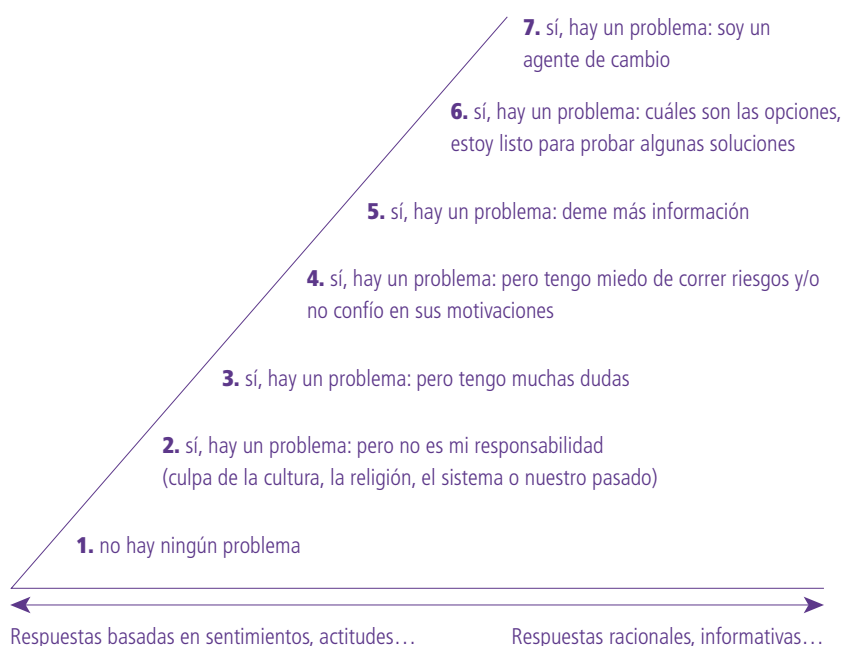 7. sí, hay un problema: soy un
agente de cambio
6. sí, hay un problema: cuáles son las opciones,
estoy listo para probar algunas soluciones
5. sí, hay un problema: deme más información
4. sí, hay un problema: pero tengo miedo de correr riesgos y/o
no confío en sus motivaciones
3. sí, hay un problema: pero tengo muchas dudas
2. sí, hay un problema: pero no es mi responsabilidad
(culpa de la cultura, la religión, el sistema o nuestro pasado)
1. no hay ningún problema
Respuestas basadas en sentimientos, actitudes… Respuestas racionales, informativas…